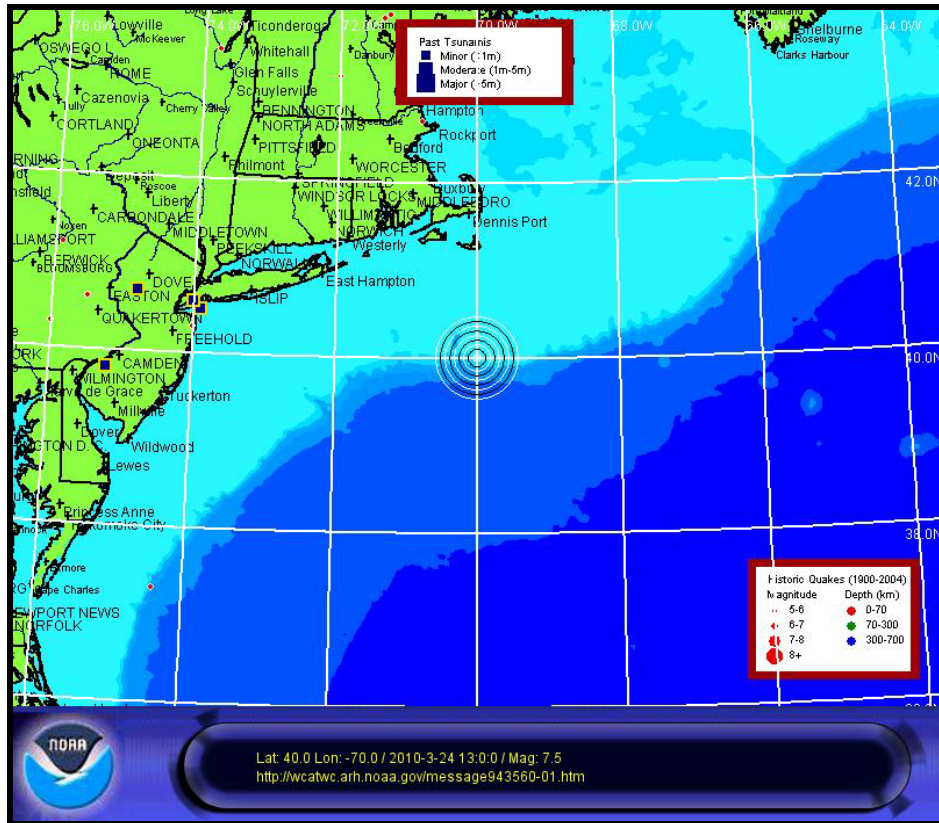 76.0W
74.0W
72.0W
70.0W
68.0W
66.0W
64.0W
Lowville
McKeever
OSWEGO
Camden
ROME
Cazenovia
Tully
Cherry Valley
CORTLAND
ONEONTA
Ticonderoga
Whitehall
Glen Falls
Schuylerville
BENNINGTON
NORTH ADAMS
PITTSFIELD
Philmont
Danbury
Greenville
Past Tsunamis
Minor (<1m)
Moderate (1m-5m)
Major (>5m)
Hampton
Rockport
Bedford
WORCESTER
SPRINGFIELD
Duxbury
WINDSOR LOCKS
MIDDLEBORO
WILLIMANTIC
Dennis Port
NORWICH
Westerly
Shelburne
Roseway
Clarks Harbour
42.0N
Deposit
Roscoe
Liberty
CARBONDALE
MIDDLETOWN
Noxen
PEEKSKILL
NORWALK
BERWICK
BLOOMSBURG
East Hampton
DOVER
EASTON
ISLIP
QUAKERTOWN
FREEHOLD
40.0N
CAMDEN
WILMINGTON
de Grace
Tuckerton
Millville
Dover
Wildwood
Lewes
Princess Anne
Pokomoke City
38.0N
Cape Charles
NEWPORT NEWS
NORFOLK
Historic Quakes (1900-2004)
Magnitude Depth (km)
5-6 0-70
6-7 70-300
7-8 300-700
8+
NOAA
Lat: 40.0 Lon: -70.0 / 2010-3-24 13:0:0 / Mag: 7.5
http://wcatwc.arh.noaa.gov/message943560-01.htm